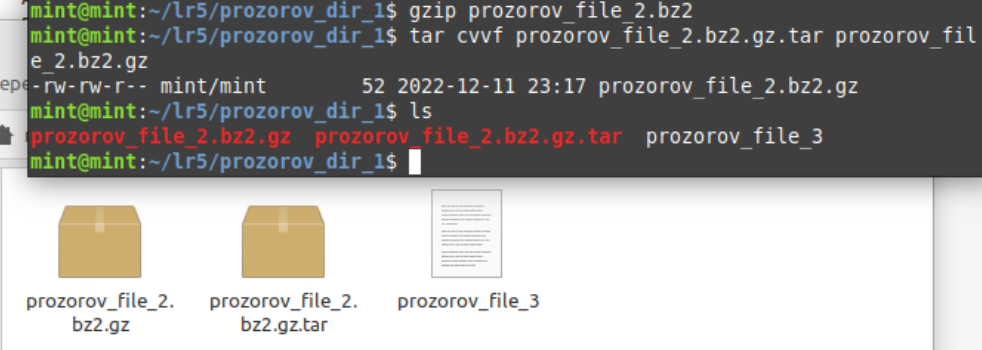 mint@mint:~/lr5/prozorov_dir_1$ gzip prozorov_file_2.bz2
mint@mint:~/lr5/prozorov_dir_1$ tar cvvf prozorov_file_2.bz2.gz.tar prozorov_fil
e_2.bz2.gz
-rw-rw-r-- mint/mint        52 2022-12-11 23:17 prozorov_file_2.bz2.gz
mint@mint:~/lr5/prozorov_dir_1$ ls
prozorov_file_2.bz2.gz  prozorov_file_2.bz2.gz.tar  prozorov_file_3
mint@mint:~/lr5/prozorov_dir_1$
prozorov_file_2.
bz2.gz
prozorov_file_2.
bz2.gz.tar
prozorov_file_3